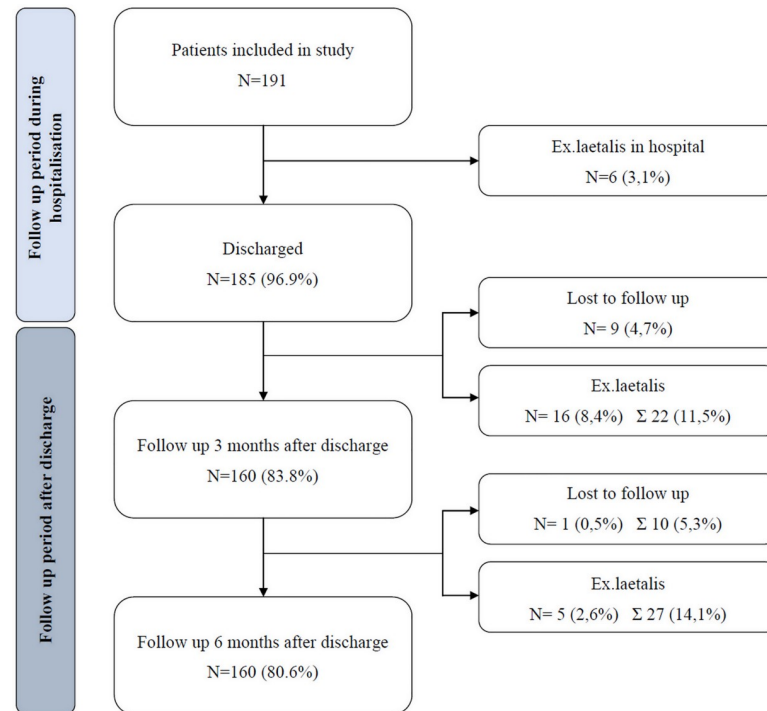 Follow up period during
hospitalisation
Patients included in study
N=191
Ex.laetalis in hospital
N=6 (3,1%)
Discharged
N=185 (96.9%)
Follow up period after discharge
Lost to follow up
N= 9 (4,7%)
Ex.laetalis
N= 16 (8,4%) Σ 22 (11,5%)
Follow up 3 months after discharge
N=160 (83.8%)
Lost to follow up
N= 1 (0,5%) Σ 10 (5,3%)
Ex.laetalis
N= 5 (2,6%) Σ 27 (14,1%)
Follow up 6 months after discharge
N=160 (80.6%)